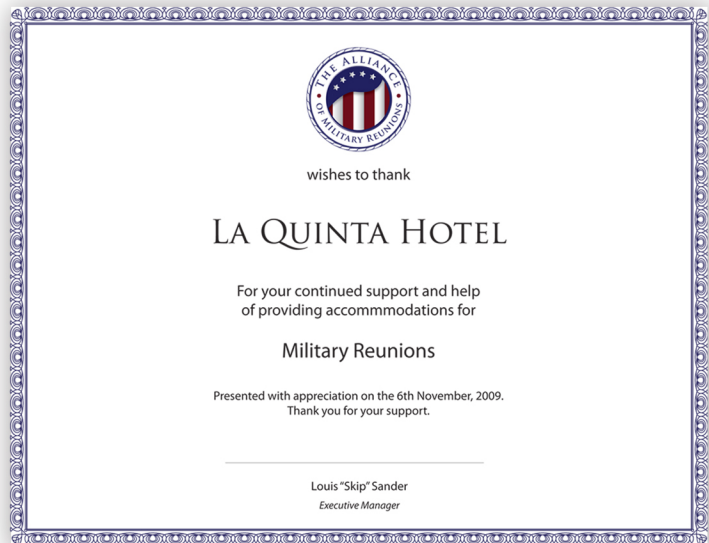 THE ALLIANCE
OF MILITARY REUNIONS
wishes to thank
LA QUINTA HOTEL
For your continued support and help
of providing accommmodations for
Military Reunions
Presented with appreciation on the 6th November, 2009.
Thank you for your support.
Louis “Skip” Sander
Executive Manager